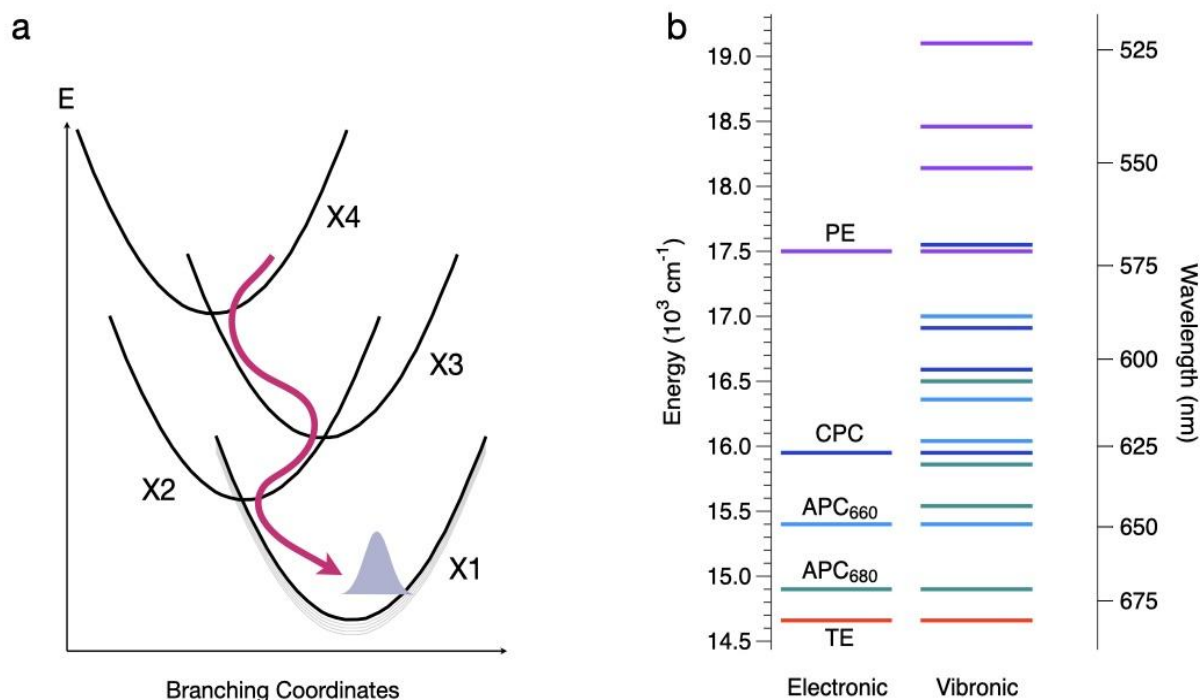 a
E
X4
X3
X2
X1
Branching Coordinates
b
Energy (10³ cm⁻¹)
19.0
18.5
18.0
17.5
17.0
16.5
16.0
15.5
15.0
14.5
PE
CPC
APC₆₆₀
APC₆₈₀
TE
Electronic
Vibronic
525
550
575
600
625
650
675
Wavelength (nm)